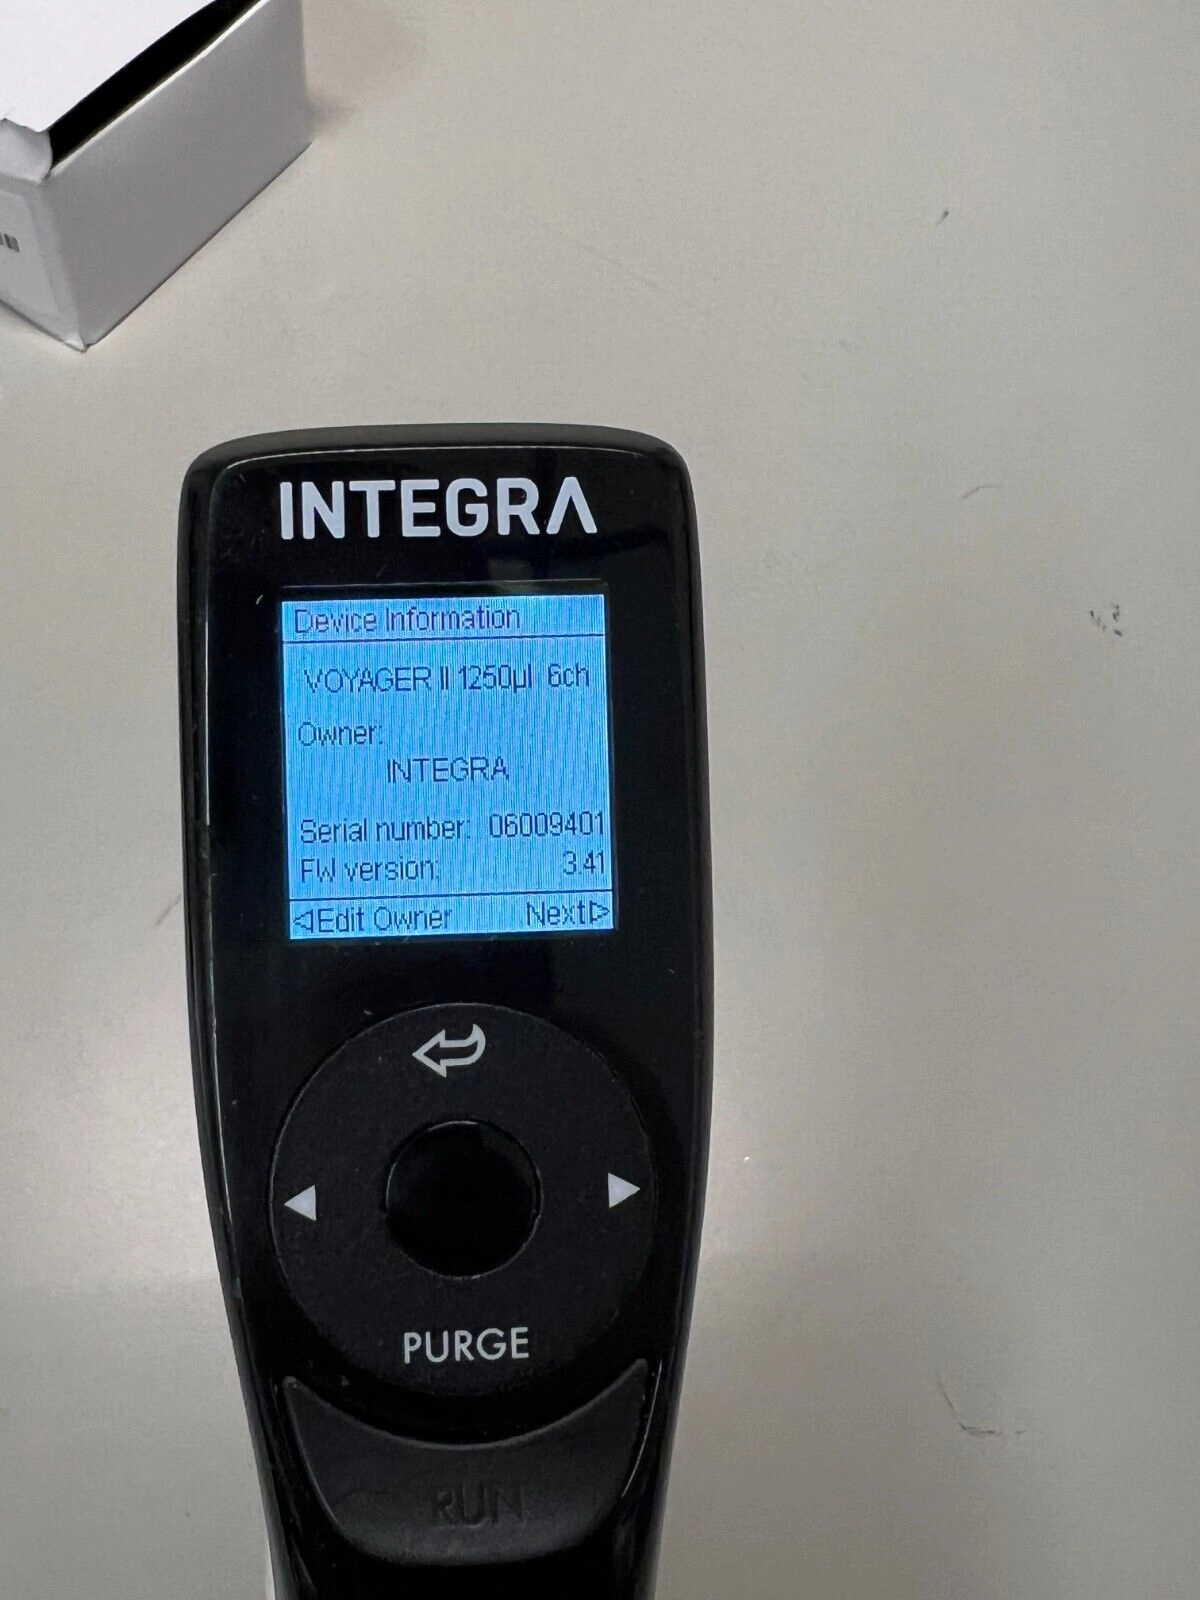 INTEGRA
Device Information
VOYAGER II 1250µl 6ch
Owner:
INTEGRA
Serial number: 06009401
FW version: 3.41
◁Edit Owner Next▷
PURGE
RUN